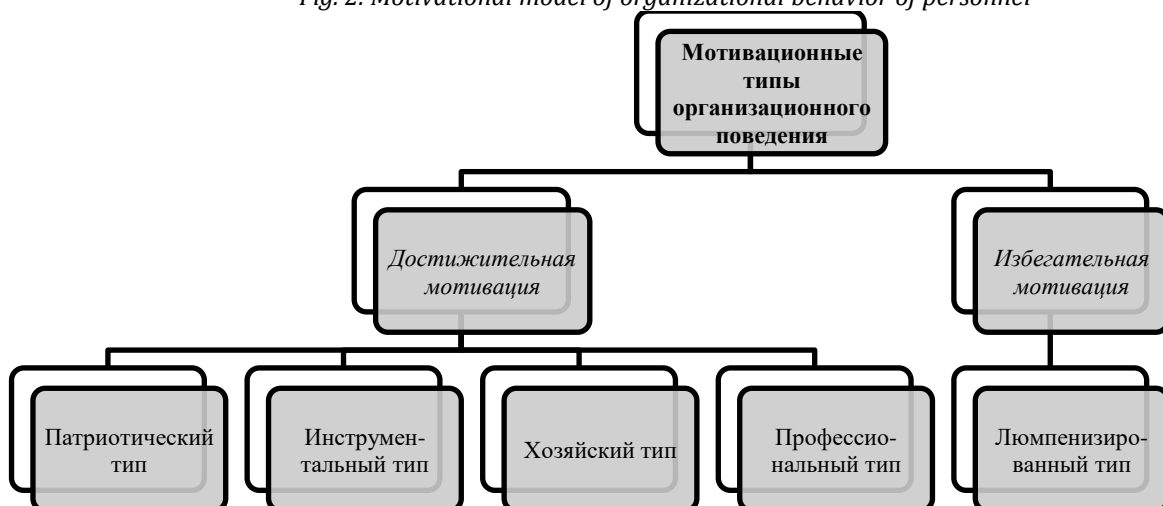 Fig. 2. Motivational model of organizational behavior of personnel
Мотивационные
типы
организационного
поведения
Достижительная
мотивация
Избегательная
мотивация
Патриотический
тип
Инструмен-
тальный тип
Хозяйский тип
Профессио-
нальный тип
Люмпенизиро-
ванный тип